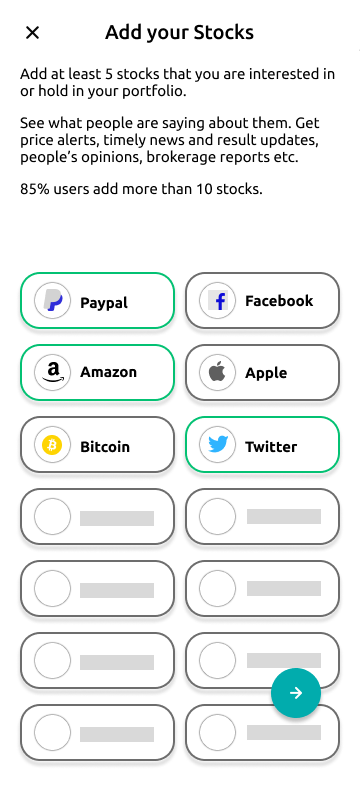 Add your Stocks
Add at least 5 stocks that you are interested in
or hold in your portfolio.
See what people are saying about them. Get
price alerts, timely news and result updates,
people's opinions, brokerage reports etc.
85% users add more than 10 stocks.
Paypal
Facebook
Amazon
Apple
Bitcoin
Twitter